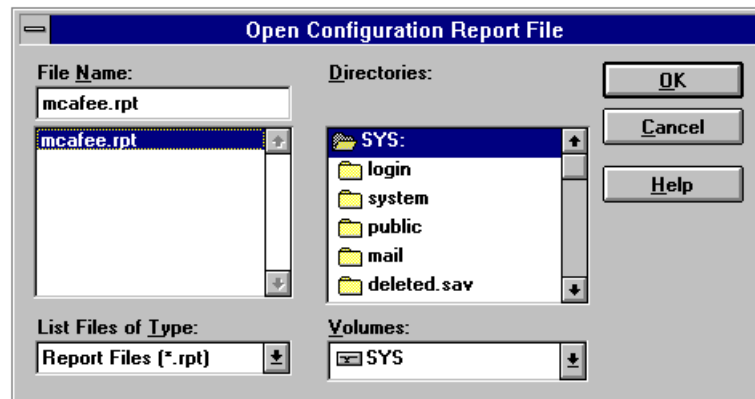 Open Configuration Report File
File Name:
mcafee.rpt
mcafee.rpt
List Files of Type:
Report Files (*.rpt)
Directories:
SYS:
login
system
public
mail
deleted.sav
Volumes:
SYS
OK
Cancel
Help